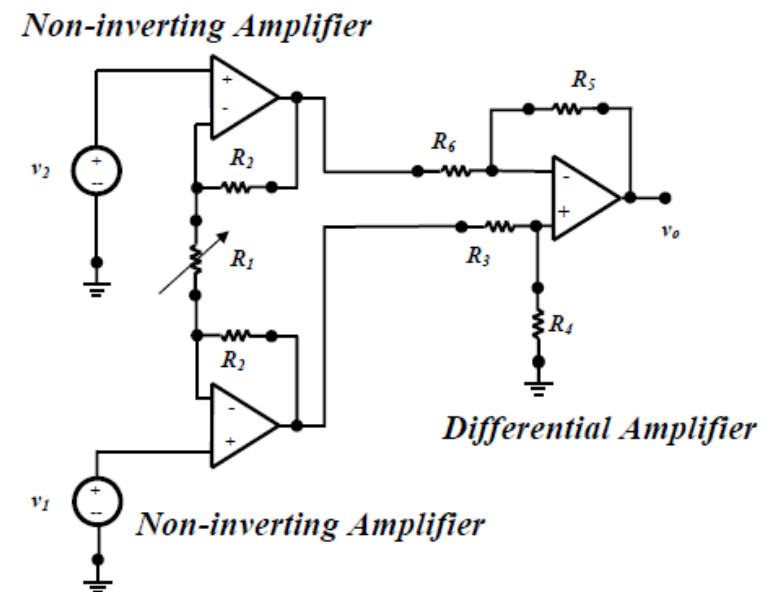 Non-inverting Amplifier
R5
+
-
R6
R2
v2
+
--
-
+
vo
R1
R3
R4
R2
-
+
Differential Amplifier
v1
+
--
Non-inverting Amplifier